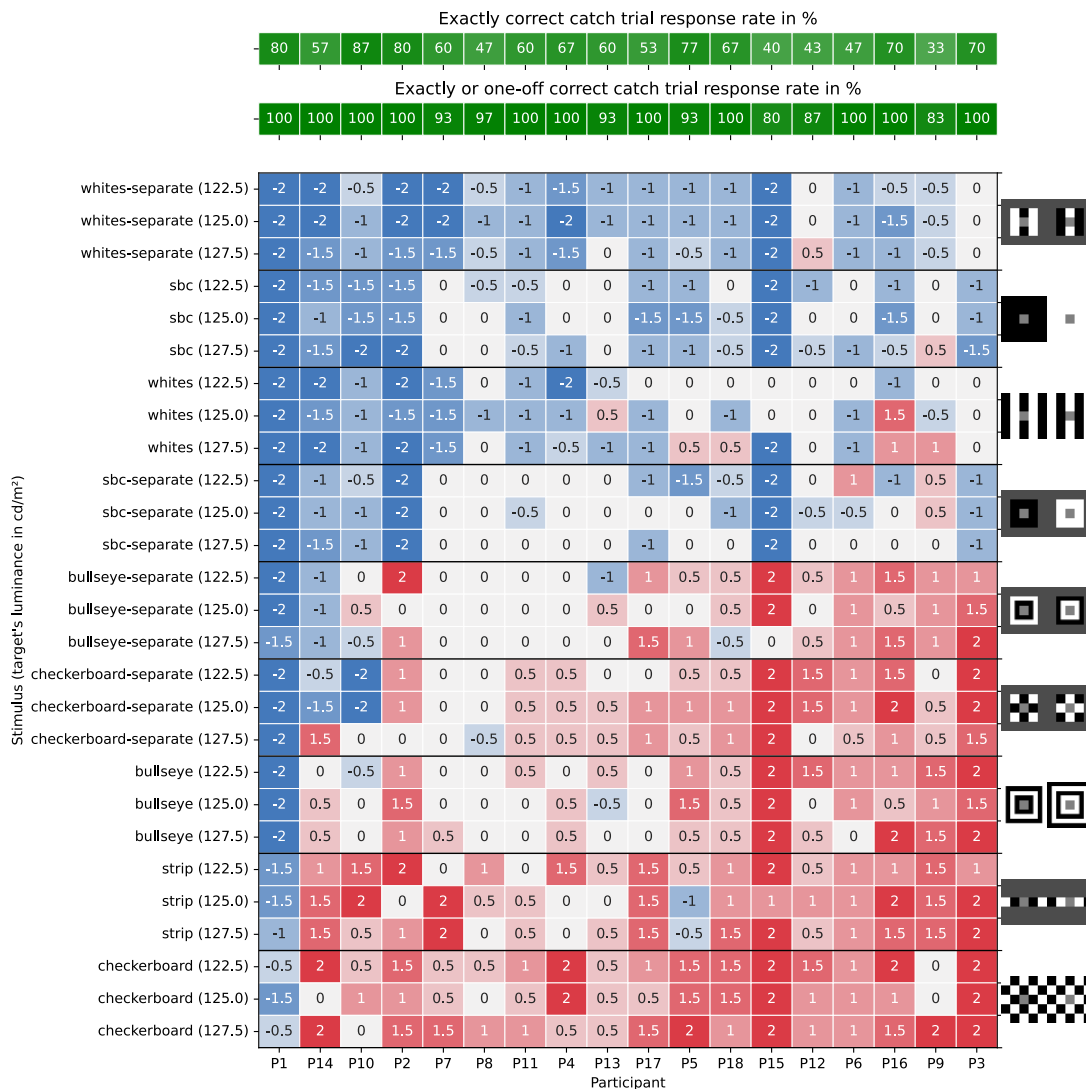 Exactly correct catch trial response rate in %
80 57 87 80 60 47 60 67 60 53 77 67 40 43 47 70 33 70
Exactly or one-off correct catch trial response rate in %
100 100 100 100 93 97 100 100 93 100 93 100 80 87 100 100 83 100
Stimulus (target's luminance in cd/m²)
whites-separate (122.5) -2 -2 -0.5 -2 -2 -0.5 -1 -1.5 -1 -1 -1 -1 -2 0 -1 -0.5 -0.5 0
whites-separate (125.0) -2 -2 -1 -2 -2 -1 -1 -2 -1 -1 -1 -1 -2 0 -1 -1.5 -0.5 0
whites-separate (127.5) -2 -1.5 -1 -1.5 -1.5 -0.5 -1 -1.5 0 -1 -0.5 -1 -2 0.5 -1 -1 -0.5 0
sbc (122.5) -2 -1.5 -1.5 -1.5 0 -0.5 -0.5 0 0 -1 -1 0 -2 -1 0 -1 0 -1
sbc (125.0) -2 -1 -1.5 -1.5 0 0 -1 0 0 -1.5 -1.5 -0.5 -2 0 0 -1.5 0 -1
sbc (127.5) -2 -1.5 -2 -2 0 0 -0.5 -1 0 -1 -1 -0.5 -2 -0.5 -1 -0.5 0.5 -1.5
whites (122.5) -2 -2 -1 -2 -1.5 0 -1 -2 -0.5 0 0 0 0 0 0 -1 0 0
whites (125.0) -2 -1.5 -1 -1.5 -1.5 -1 -1 -1 0.5 -1 0 -1 0 0 -1 1.5 -0.5 0
whites (127.5) -2 -2 -1 -2 -1.5 0 -1 -0.5 -1 -1 0.5 0.5 -2 0 -1 1 1 0
sbc-separate (122.5) -2 -1 -0.5 -2 0 0 0 0 0 -1 -1.5 -0.5 -2 0 1 -1 0.5 -1
sbc-separate (125.0) -2 -1 -1 -2 0 0 -0.5 0 0 0 0 -1 -2 -0.5 -0.5 0 0.5 -1
sbc-separate (127.5) -2 -1.5 -1 -2 0 0 0 0 0 -1 0 0 -2 0 0 0 0 -1
bullseye-separate (122.5) -2 -1 0 2 0 0 0 0 -1 1 0.5 0.5 2 0.5 1 1.5 1 1
bullseye-separate (125.0) -2 -1 0.5 0 0 0 0 0 0.5 0 0 0.5 2 0 1 0.5 1 1.5
bullseye-separate (127.5) -1.5 -1 -0.5 1 0 0 0 0 0 1.5 1 -0.5 0 0.5 1 1.5 1 2
checkerboard-separate (122.5) -2 -0.5 -2 1 0 0 0.5 0.5 0 0 0.5 0.5 2 1.5 1 1.5 0 2
checkerboard-separate (125.0) -2 -1.5 -2 1 0 0 0.5 0.5 0.5 1 1 1 2 1.5 1 2 0.5 2
checkerboard-separate (127.5) -2 1.5 0 0 0 -0.5 0.5 0.5 0.5 1 0.5 1 2 0 0.5 1 0.5 1.5
bullseye (122.5) -2 0 -0.5 1 0 0 0.5 0 0.5 0 1 0.5 2 1.5 1 1 1.5 2
bullseye (125.0) -2 0.5 0 1.5 0 0 0 0.5 -0.5 0 1.5 0.5 2 0 1 0.5 1 1.5
bullseye (127.5) -2 0.5 0 1 0.5 0 0 0 0 0 0.5 0.5 2 0.5 0 2 1.5 2
strip (122.5) -1.5 1 1.5 2 0 1 0 1.5 0.5 1.5 0.5 1 2 0.5 1 1 1.5 1
strip (125.0) -1.5 1.5 2 0 2 0.5 0.5 0 0 1.5 -1 1 1 1 1 2 1.5 2
strip (127.5) -1 1.5 0.5 1 2 0 0.5 0 0.5 1.5 -0.5 1.5 2 0.5 1 1.5 1.5 2
checkerboard (122.5) -0.5 2 0.5 1.5 0.5 0.5 1 2 0.5 1 1.5 1.5 2 1.5 1 2 0 2
checkerboard (125.0) -1.5 0 1 1 0.5 0 0.5 2 0.5 0.5 1.5 1.5 2 1 1 1 0 2
checkerboard (127.5) -0.5 2 0 1.5 1.5 1 1 0.5 0.5 1.5 2 1 2 1 1.5 1.5 2 2
P1 P14 P10 P2 P7 P8 P11 P4 P13 P17 P5 P18 P15 P12 P6 P16 P9 P3
Participant